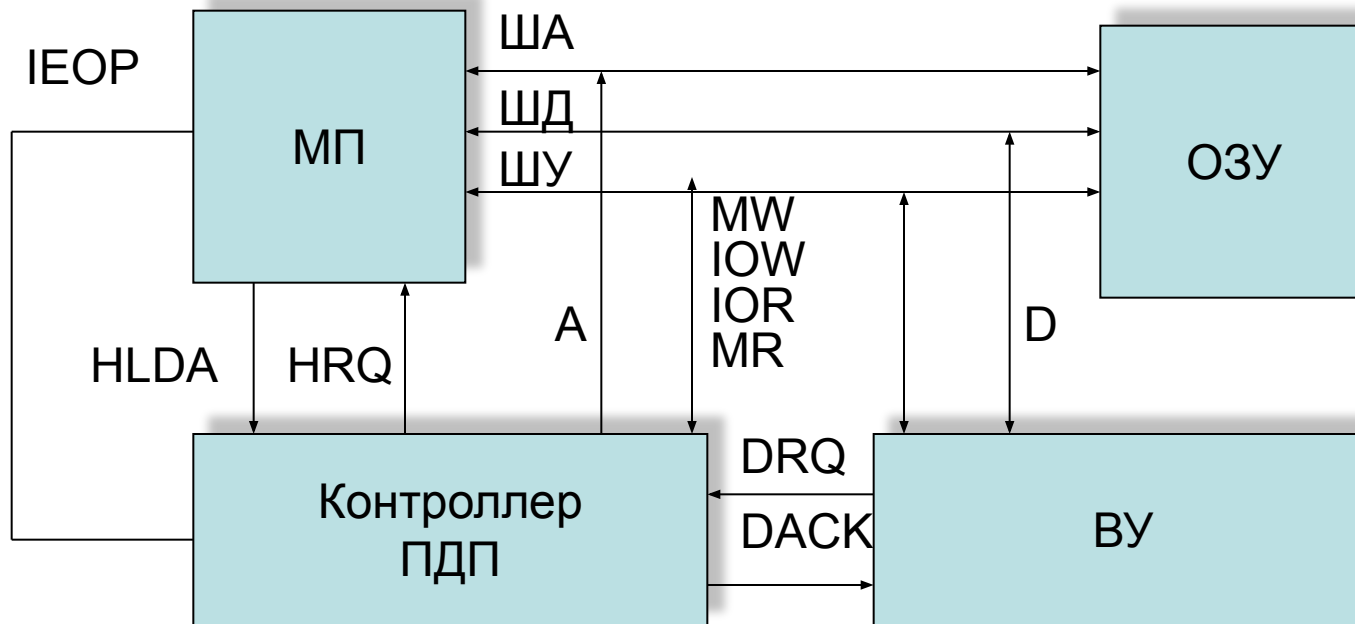 IEOP
МП
ША
ШД
ШУ
ОЗУ
MW
IOW
IOR
MR
HLDA
HRQ
A
D
Контроллер
ПДП
DRQ
DACK
ВУ